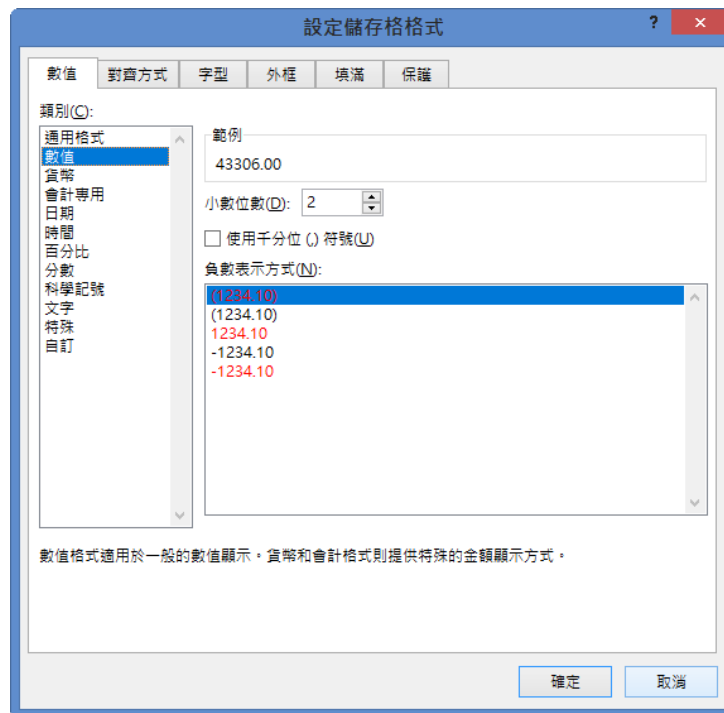 設定儲存格格式
?
×
數值 對齊方式 字型 外框 填滿 保護
類別(C):
通用格式
數值
貨幣
會計專用
日期
時間
百分比
分數
科學記號
文字
特殊
自訂
範例
43306.00
小數位數(D): 2
使用千分位 (,) 符號(U)
負數表示方式(N):
(1234.10)
(1234.10)
1234.10
-1234.10
-1234.10
數值格式適用於一般的數值顯示。貨幣和會計格式則提供特殊的金額顯示方式。
確定 取消